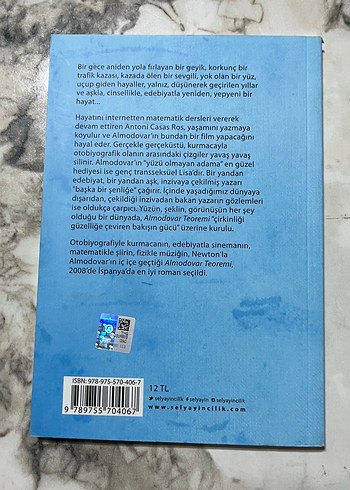 Bir gece aniden yola fırlayan bir geyik, korkunç bir
trafik kazası, kazada ölen bir sevgili, yok olan bir yüz,
uçup giden hayaller, yalnız, düşünerek geçirilen yıllar
ve aşkla, cinsellikle, edebiyatla yeniden, yepyeni bir
hayat...
Hayatını internetten matematik dersleri vererek
devam ettiren Antoni Casas Ros, yaşamını yazmaya
koyulur ve Almodovar'ın bundan bir film yapacağını
hayal eder. Gerçekle gerçeküstü, kurmacayla
otobiyografik olanın arasındaki çizgiler yavaş yavaş
silinir. Almodovar'ın "yüzü olmayan adama" en güzel
hediyesi ise genç transseksüel Lisa'dır. Bir yandan
edebiyat, bir yandan aşk, inzivaya çekilmiş yazarı
"başka bir şenliğe" çağırır. İçinde yaşadığımız dünyaya
dışarıdan, çekildiği inzivadan bakan yazarın gözlemleri
ise oldukça çarpıcı. Yüzün, şeklin, görünüşün her şey
olduğu bir dünyada, Almodovar Teoremi "çirkinliği
güzelliğe çeviren bakışın gücü" üzerine kurulu.
Otobiyografiyle kurmacanın, edebiyatla sinemanın,
matematikle şiirin, fizikle müziğin, Newton'la
Almodovar'ın iç içe geçtiği Almodovar Teoremi,
2008'de İspanya'da en iyi roman seçildi.
ISBN: 978-975-570-406-7
9 789755 704067
12 TL
selyayincilik selyayin selyayincilik
www.selyayincilik.com